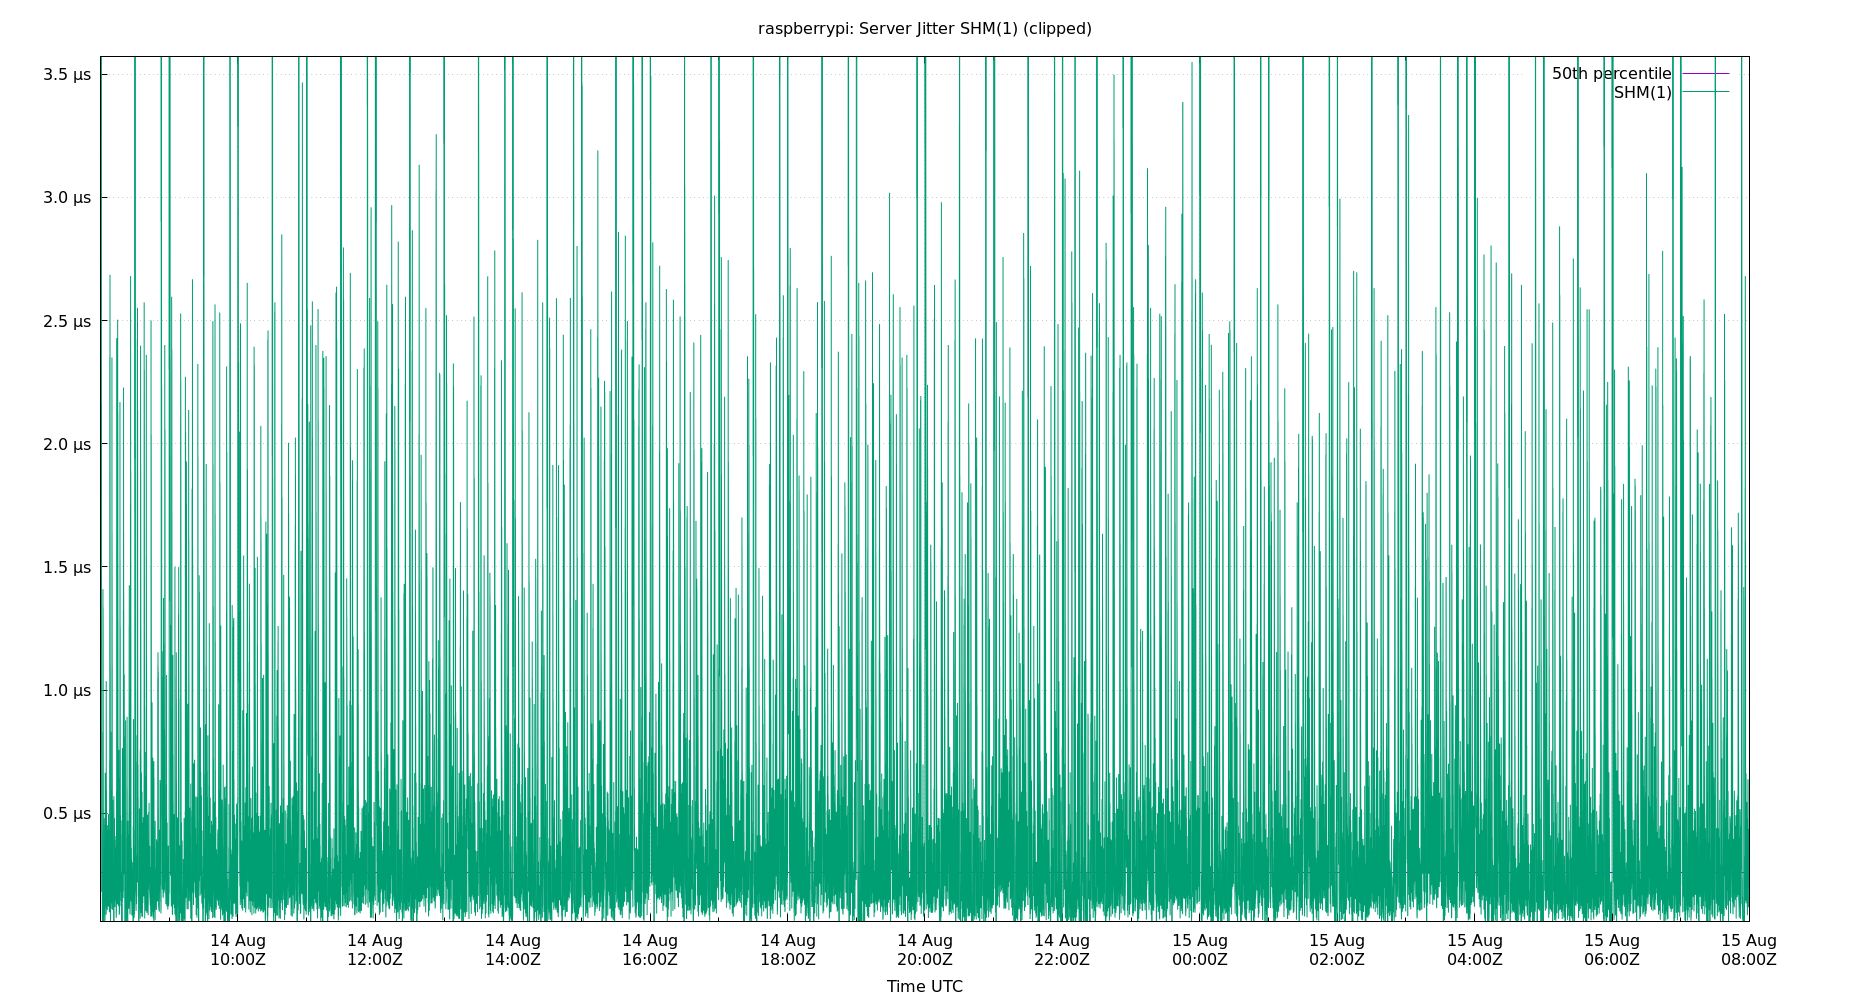 raspberrypi: Server Jitter SHM(1) (clipped)
3.5 µs
3.0 µs
2.5 µs
2.0 µs
1.5 µs
1.0 µs
0.5 µs
50th percentile
SHM(1)
14 Aug 14 Aug 14 Aug 14 Aug 14 Aug 14 Aug 14 Aug 15 Aug 15 Aug 15 Aug 15 Aug 15 Aug
10:00Z 12:00Z 14:00Z 16:00Z 18:00Z 20:00Z 22:00Z 00:00Z 02:00Z 04:00Z 06:00Z 08:00Z
Time UTC